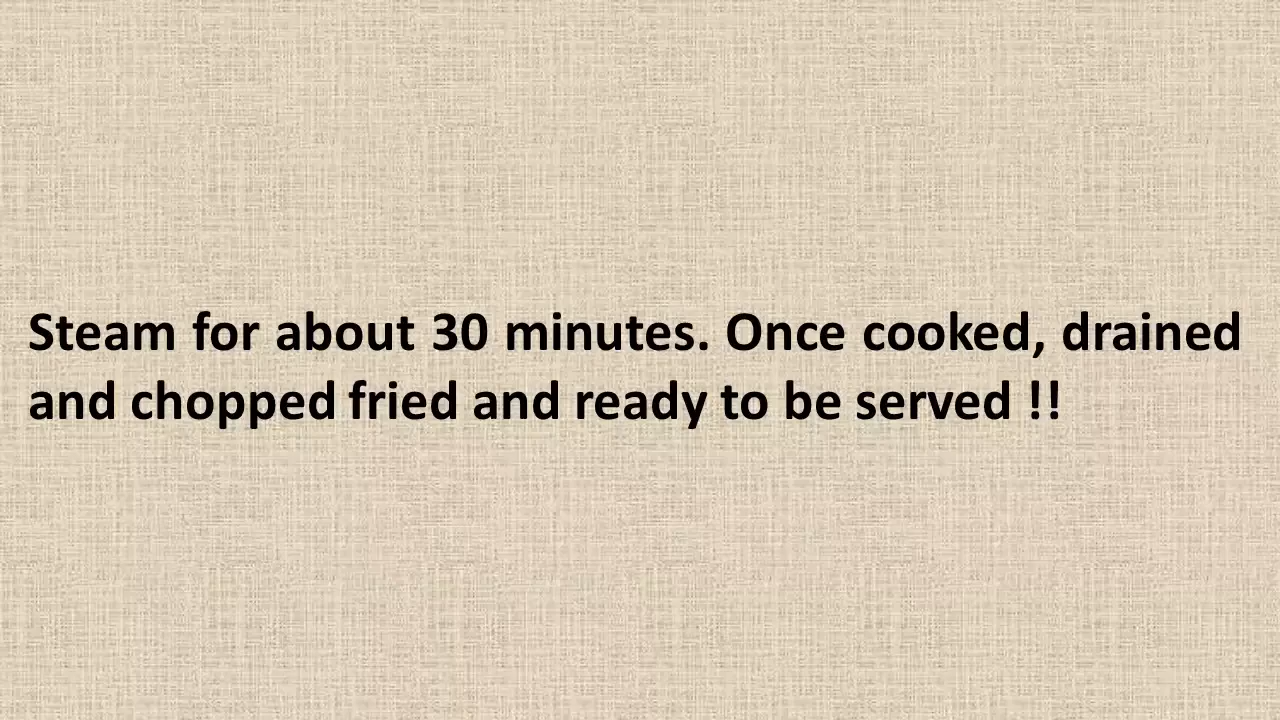 Steam for about 30 minutes. Once cooked, drained
and chopped fried and ready to be served !!